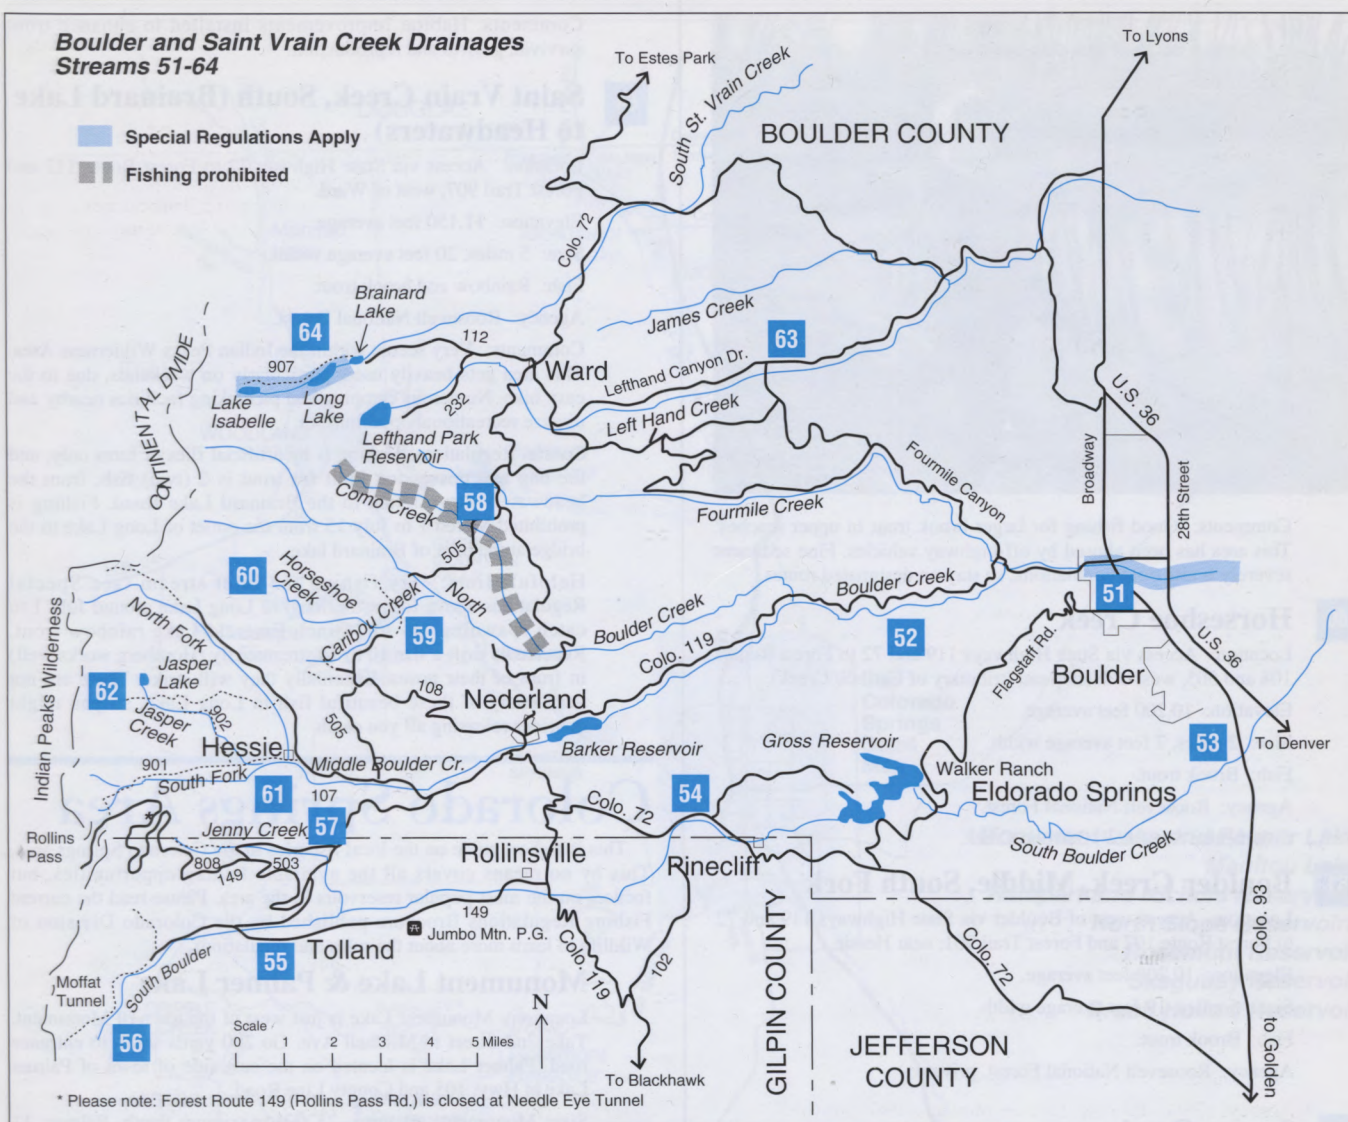 Boulder and Saint Vrain Creek Drainages
Streams 51-64
Special Regulations Apply
Fishing prohibited
To Estes Park
South St. Vrain Creek
To Lyons
BOULDER COUNTY
Colo. 72
CONTINENTAL DIVIDE
64
Brainard
Lake
907
112
Lake
Isabelle
Long
Lake
232
Ward
James Creek
63
Lefthand Canyon Dr.
Left Hand Creek
U.S. 36
Broadway
28th Street
Lefthand Park
Reservoir
Como Creek
58
Fourmile Creek
Fourmile Canyon
505
North
60
Horseshoe
Creek
Caribou Creek
59
Boulder Creek
Boulder Creek
51
52
Colo. 119
Flagstaff Rd.
U.S. 36
Boulder
Indian Peaks Wilderness
North Fork
Jasper
Lake
62
Jasper
Creek
902
108
505
Nederland
Hessie
901
South Fork
Middle Boulder Cr.
Barker Reservoir
Gross Reservoir
53
To Denver
Walker Ranch
Eldorado Springs
61
107
54
Colo. 72
57
Jenny Creek
Rollins
Pass
*
808
149
503
Rollinsville
Pinecliff
South Boulder Creek
149
Jumbo Mtn. P.G.
Tolland
55
South Boulder
Moffat
Tunnel
56
Colo. 119
102
Colo. 72
Colo. 93
to Golden
GILPIN COUNTY
JEFFERSON
COUNTY
N
Scale
1
2
3
4
5 Miles
To Blackhawk
* Please note: Forest Route 149 (Rollins Pass Rd.) is closed at Needle Eye Tunnel